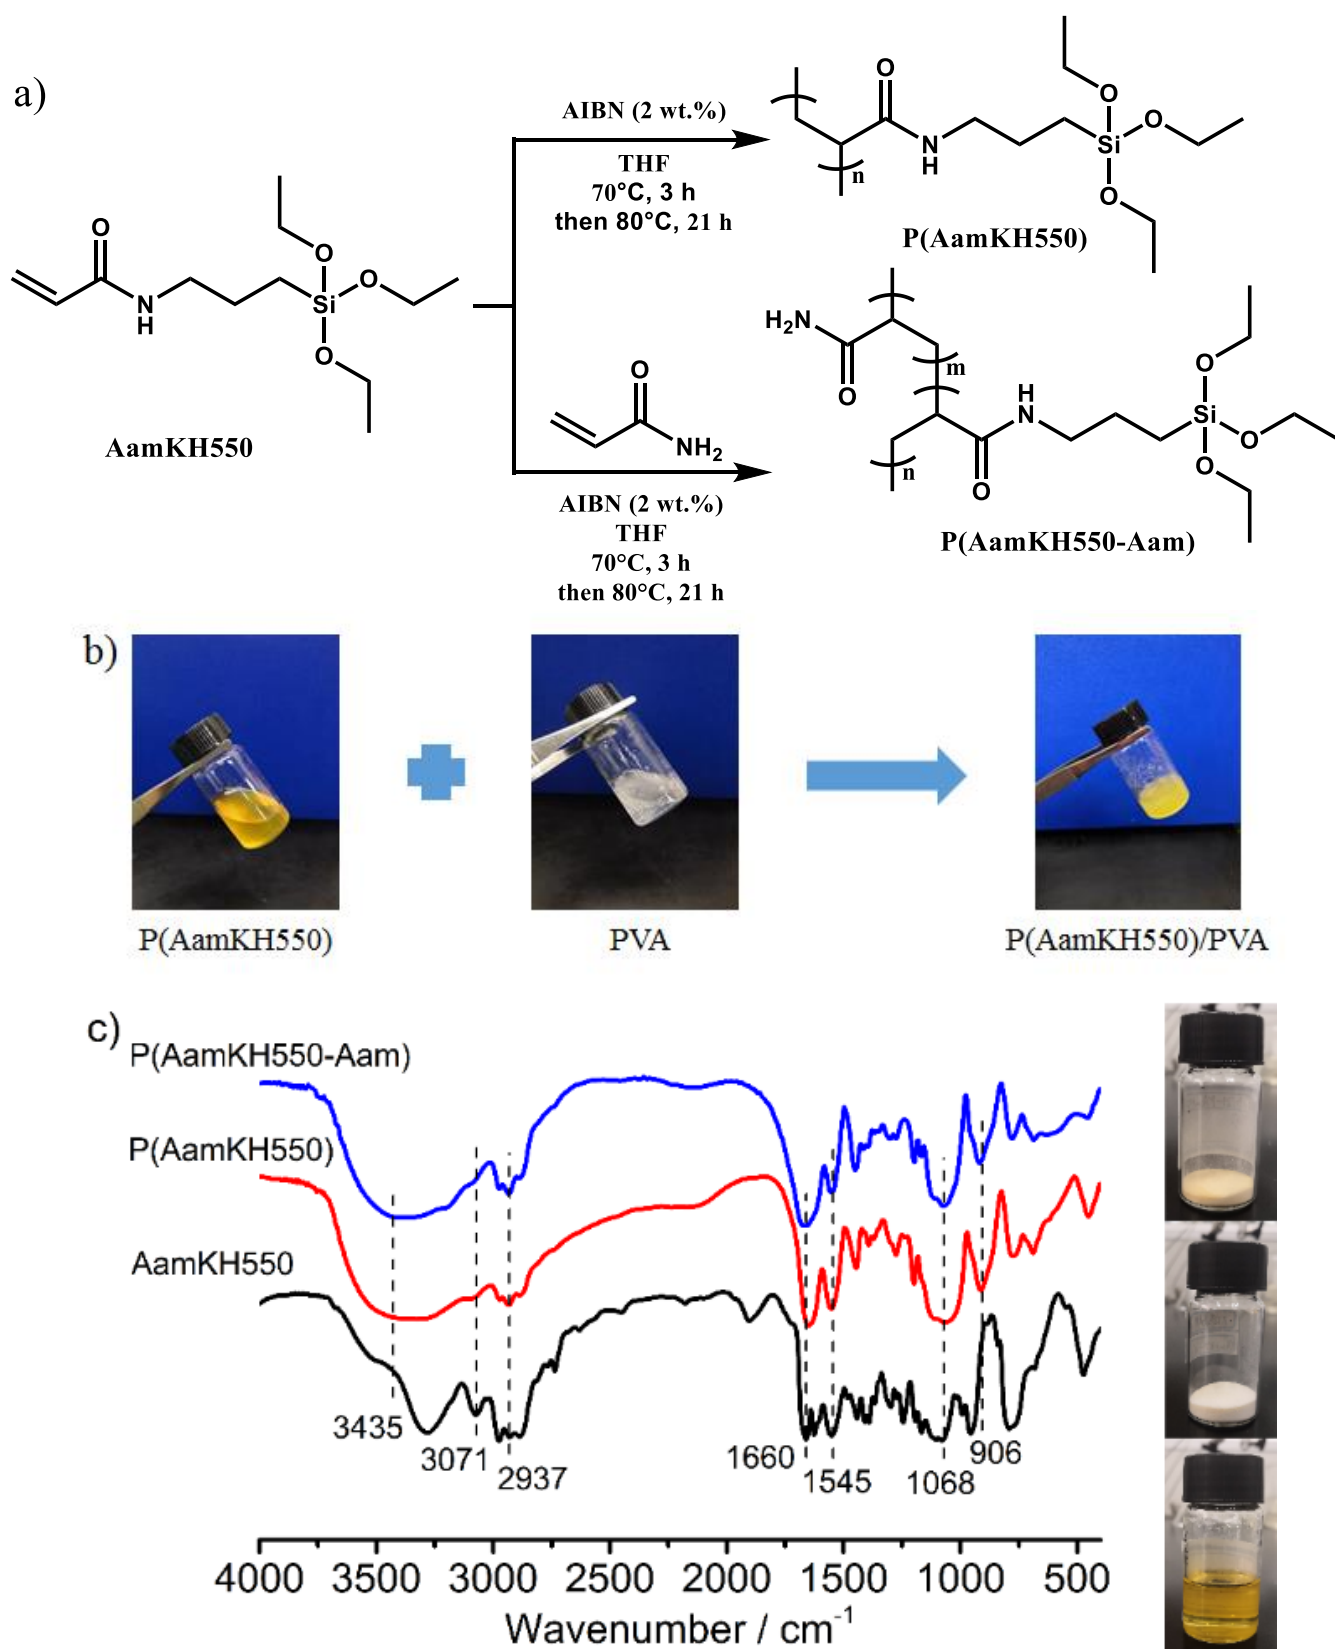 a)
AIBN (2 wt.%)
THF
70°C, 3 h
then 80°C, 21 h
O
N
H
Si
O
O
O
n
P(AamKH550)
O
N
H
Si
O
O
O
AamKH550
O
NH2
AIBN (2 wt.%)
THF
70°C, 3 h
then 80°C, 21 h
H2N
O
m
H
N
O
n
Si
O
O
O
P(AamKH550-Aam)
b)
P(AamKH550)
PVA
P(AamKH550)/PVA
c)
P(AamKH550-Aam)
P(AamKH550)
AamKH550
3435
3071
2937
1660
1545
1068
906
4000 3500 3000 2500 2000 1500 1000 500
Wavenumber / cm-1